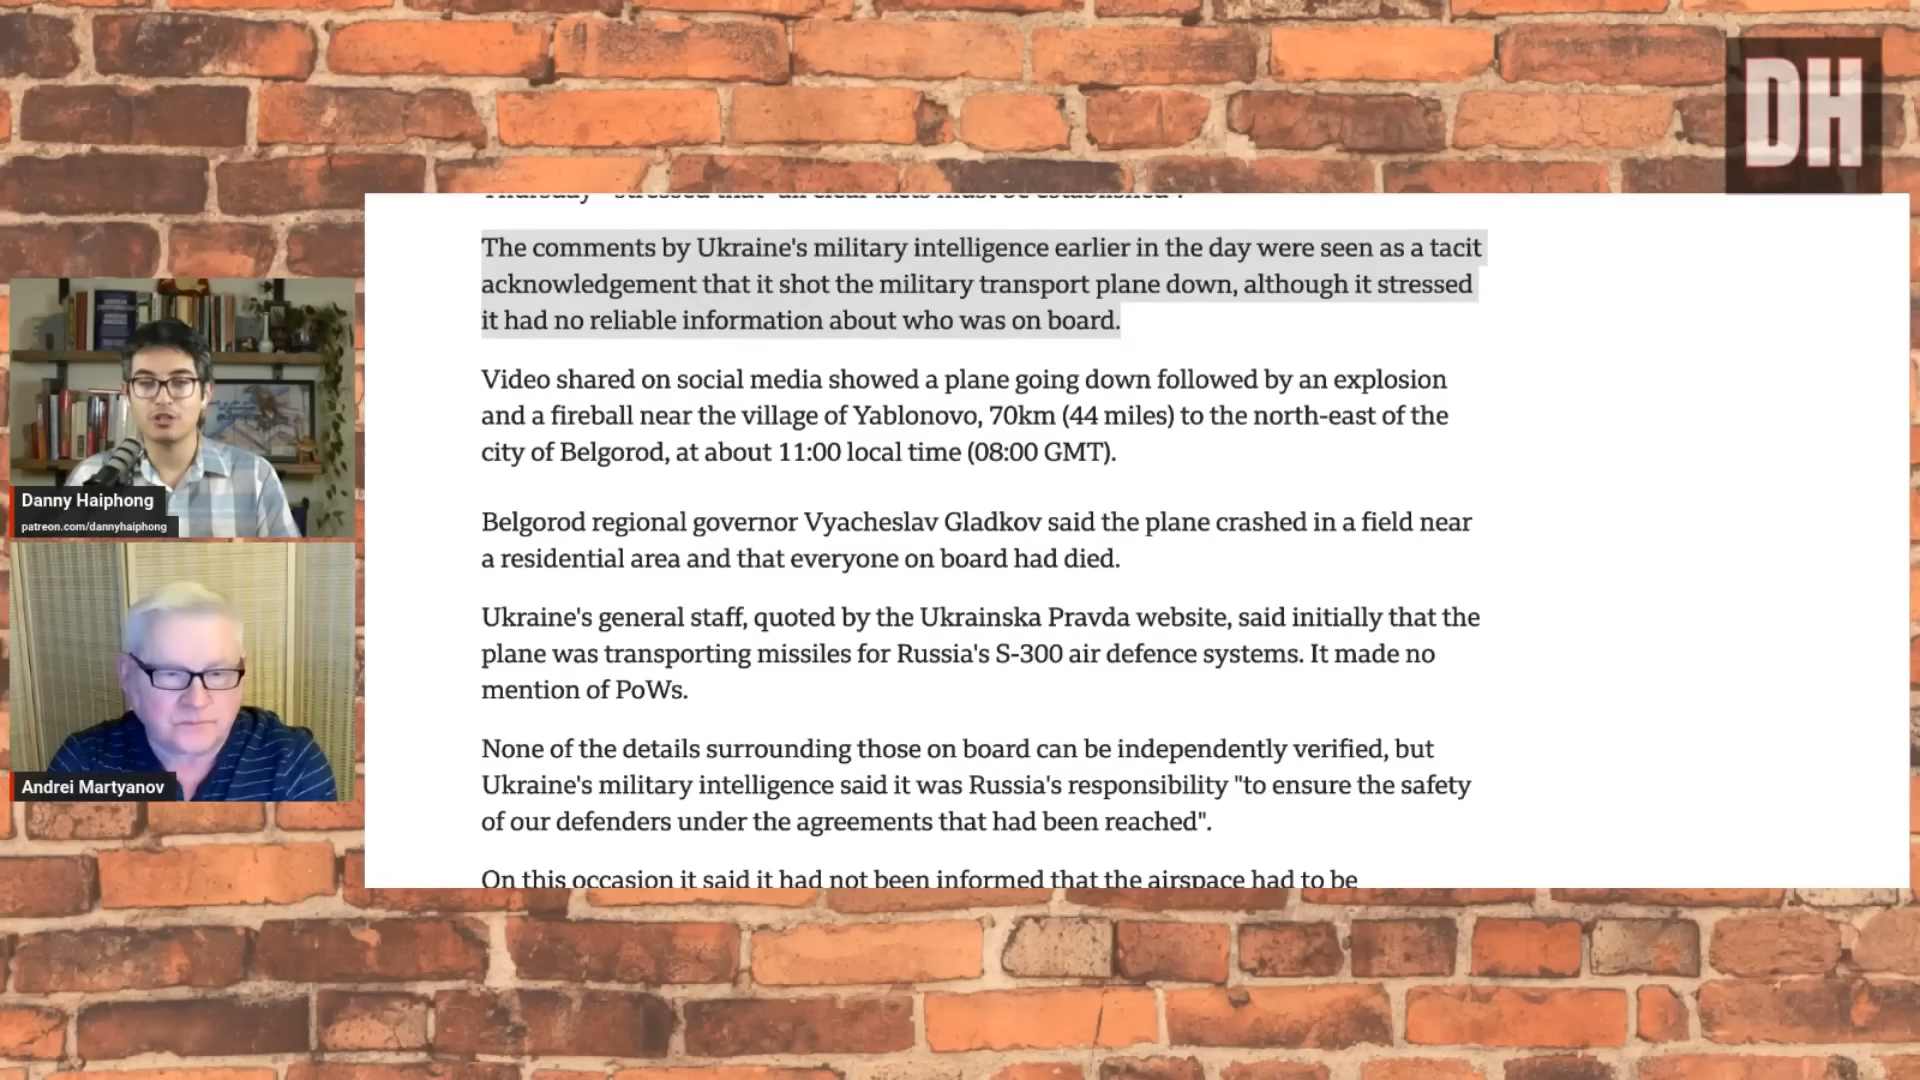 DH
Thursday - stressed that "all clear facts must be established".
The comments by Ukraine's military intelligence earlier in the day were seen as a tacit
acknowledgement that it shot the military transport plane down, although it stressed
it had no reliable information about who was on board.
Video shared on social media showed a plane going down followed by an explosion
and a fireball near the village of Yablonovo, 70km (44 miles) to the north-east of the
city of Belgorod, at about 11:00 local time (08:00 GMT).
Belgorod regional governor Vyacheslav Gladkov said the plane crashed in a field near
a residential area and that everyone on board had died.
Ukraine's general staff, quoted by the Ukrainska Pravda website, said initially that the
plane was transporting missiles for Russia's S-300 air defence systems. It made no
mention of PoWs.
None of the details surrounding those on board can be independently verified, but
Ukraine's military intelligence said it was Russia's responsibility "to ensure the safety
of our defenders under the agreements that had been reached".
On this occasion it said it had not been informed that the airspace had to be
Danny Haiphong
patreon.com/dannyhaiphong
Andrei Martyanov